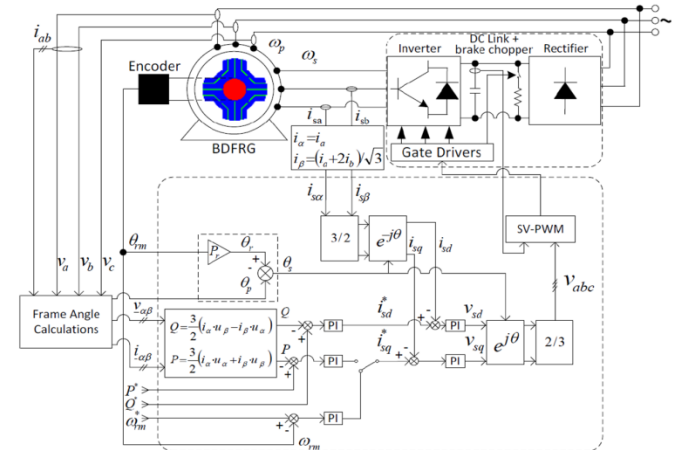 i_ab
ω_p
ω_s
DC Link +
brake chopper
Inverter
Rectifier
~
Encoder
BDFRG
i_sa
i_sb
i_α = i_a
i_β = (i_a + 2i_b)/√3
Gate Drivers
i_sα
i_sβ
θ_rm
v_a
v_b
v_c
P_r
θ_r
+
-
θ_p
θ_s
3/2
e^-jθ
i_sq
i_sd
SV-PWM
v_abc
Frame Angle
Calculations
v_αβ
i_αβ
Q = 3/2 (i_α·u_β − i_β·u_α)
P = 3/2 (i_α·u_α + i_β·u_β)
Q
-
+
PI
i*_sd
+
-
PI
v_sd
P
-
+
PI
i*_sq
+
-
PI
v_sq
e^jθ
2/3
P*
Q*
ω*_rm
+
-
PI
ω_rm